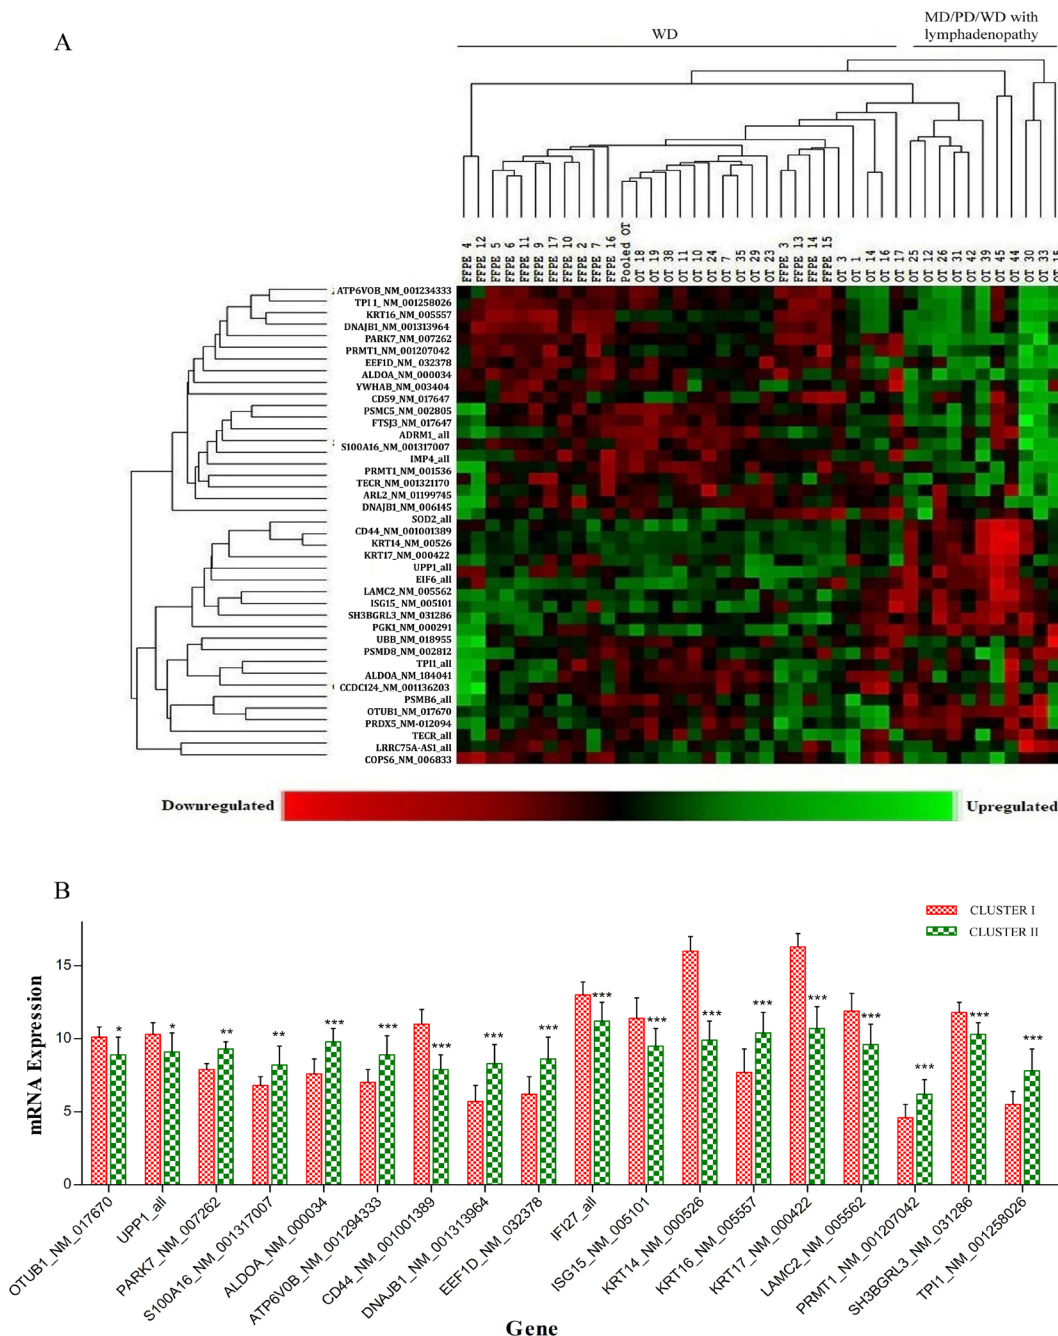 A
WD
MD/PD/WD with
lymphadenopathy
FFPE 4
FFPE 12
FFPE 5
FFPE 6
FFPE 11
FFPE 9
FFPE 17
FFPE 10
FFPE 2
FFPE 7
FFPE 16
Pooled OT
OT 18
OT 19
OT 38
OT 11
OT 10
OT 24
OT 7
OT 35
OT 29
OT 23
FFPE 3
FFPE 13
FFPE 14
FFPE 15
OT 3
OT 1
OT 14
OT 16
OT 17
OT 25
OT 12
OT 26
OT 31
OT 42
OT 39
OT 45
OT 44
OT 30
OT 33
OT 15
ATP6VOB_NM_001234333
TPI 1_NM_001258026
KRT16_NM_005557
DNAJB1_NM_001313964
PARK7_NM_007262
PRMT1_NM_001207042
EEF1D_NM_032378
ALDOA_NM_000034
YWHAB_NM_003404
CD59_NM_017647
PSMC5_NM_002805
FTSJ3_NM_017647
ADRM1_all
S100A16_NM_001317007
IMP4_all
PRMT1_NM_001536
TECR_NM_001321170
ARL2_NM_01199745
DNAJB1_NM_006145
SOD2_all
CD44_NM_001001389
KRT14_NM_00526
KRT17_NM_000422
UPP1_all
EIF6_all
LAMC2_NM_005562
ISG15_NM_005101
SH3BGRL3_NM_031286
PGK1_NM_000291
UBB_NM_018955
PSMD8_NM_002812
TPI1_all
ALDOA_NM_184041
CCDC124_NM_001136203
PSMB6_all
OTUB1_NM_017670
PRDX5_NM-012094
TECR_all
LRRC75A-AS1_all
COPS6_NM_006833
Downregulated
Upregulated
B
CLUSTER I
CLUSTER II
mRNA Expression
15
10
5
0
* * ** ** *** *** *** *** *** *** *** *** *** *** *** *** *** ***
OTUB1_NM_017670
UPP1_all
PARK7_NM_007262
S100A16_NM_001317007
ALDOA_NM_000034
ATP6V0B_NM_001294333
CD44_NM_001001389
DNAJB1_NM_001313964
EEF1D_NM_032378
IFI27_all
ISG15_NM_005101
KRT14_NM_000526
KRT16_NM_005557
KRT17_NM_000422
LAMC2_NM_005562
PRMT1_NM_001207042
SH3BGRL3_NM_031286
TPI1_NM_001258026
Gene